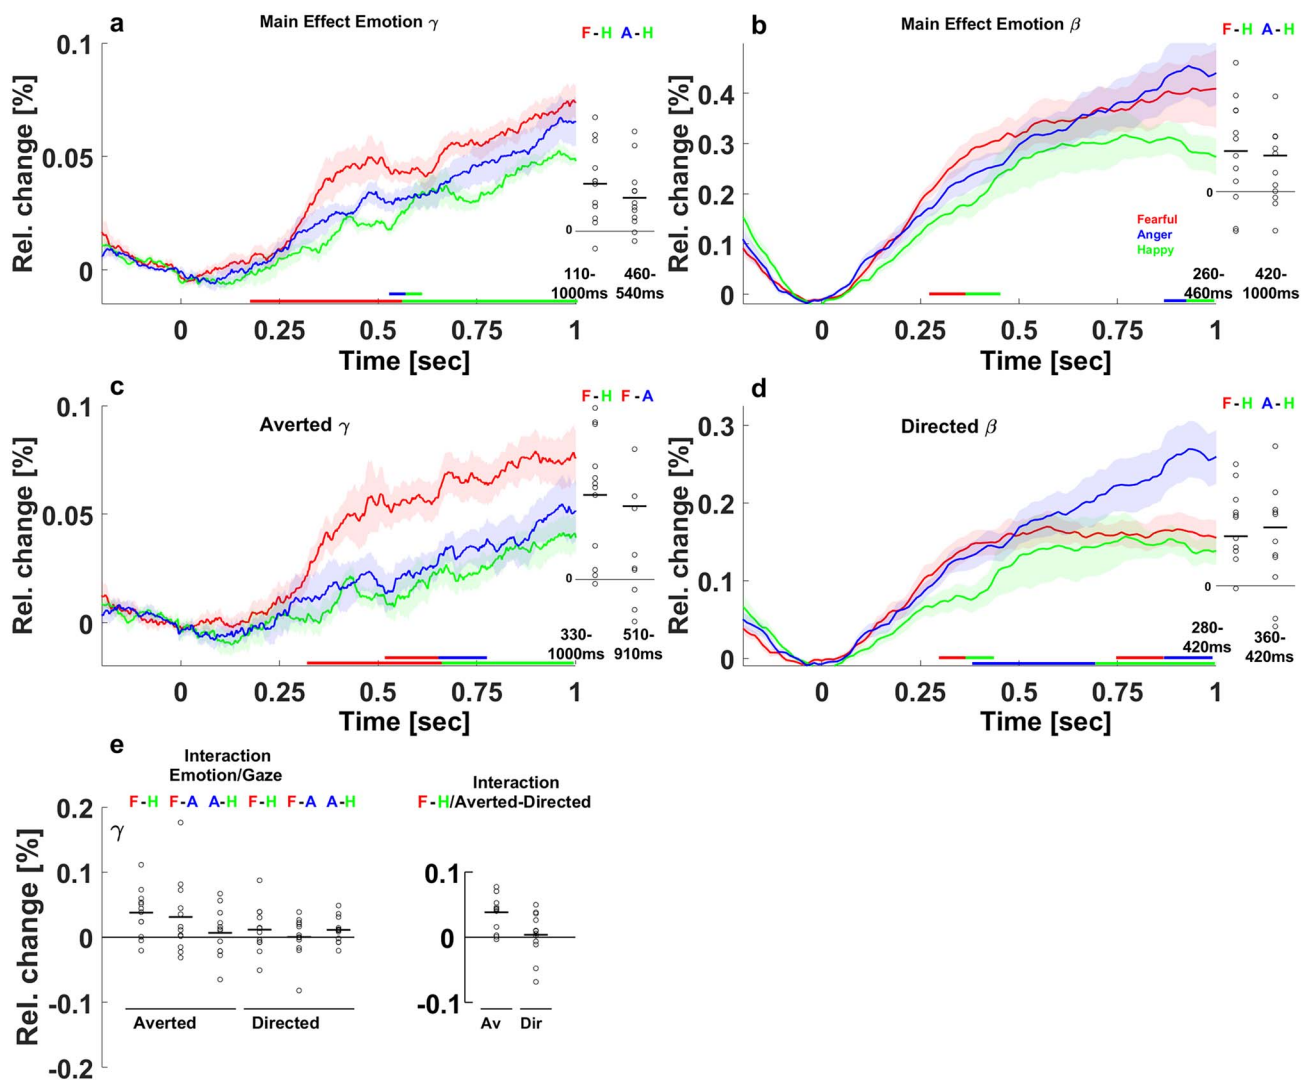 a
Main Effect Emotion γ
F - H A - H
Rel. change [%]
0.1
0.05
0
0
110-
1000ms
460-
540ms
0 0.25 0.5 0.75 1
Time [sec]
b
Main Effect Emotion β
F - H A - H
Rel. change [%]
0.4
0.3
0.2
0.1
0
0
Fearful
Anger
Happy
260-
460ms
420-
1000ms
0 0.25 0.5 0.75 1
Time [sec]
c
Averted γ
F - H F - A
Rel. change [%]
0.1
0.05
0
0
330-
1000ms
510-
910ms
0 0.25 0.5 0.75 1
Time [sec]
d
Directed β
F - H A - H
Rel. change [%]
0.3
0.2
0.1
0
0
280-
420ms
360-
420ms
0 0.25 0.5 0.75 1
Time [sec]
e
Interaction
Emotion/Gaze
F - H F - A A - H F - H F - A A - H
γ
Rel. change [%]
0.2
0.1
0
-0.1
-0.2
Averted Directed
Interaction
F - H/Averted-Directed
0.1
0
-0.1
Av Dir